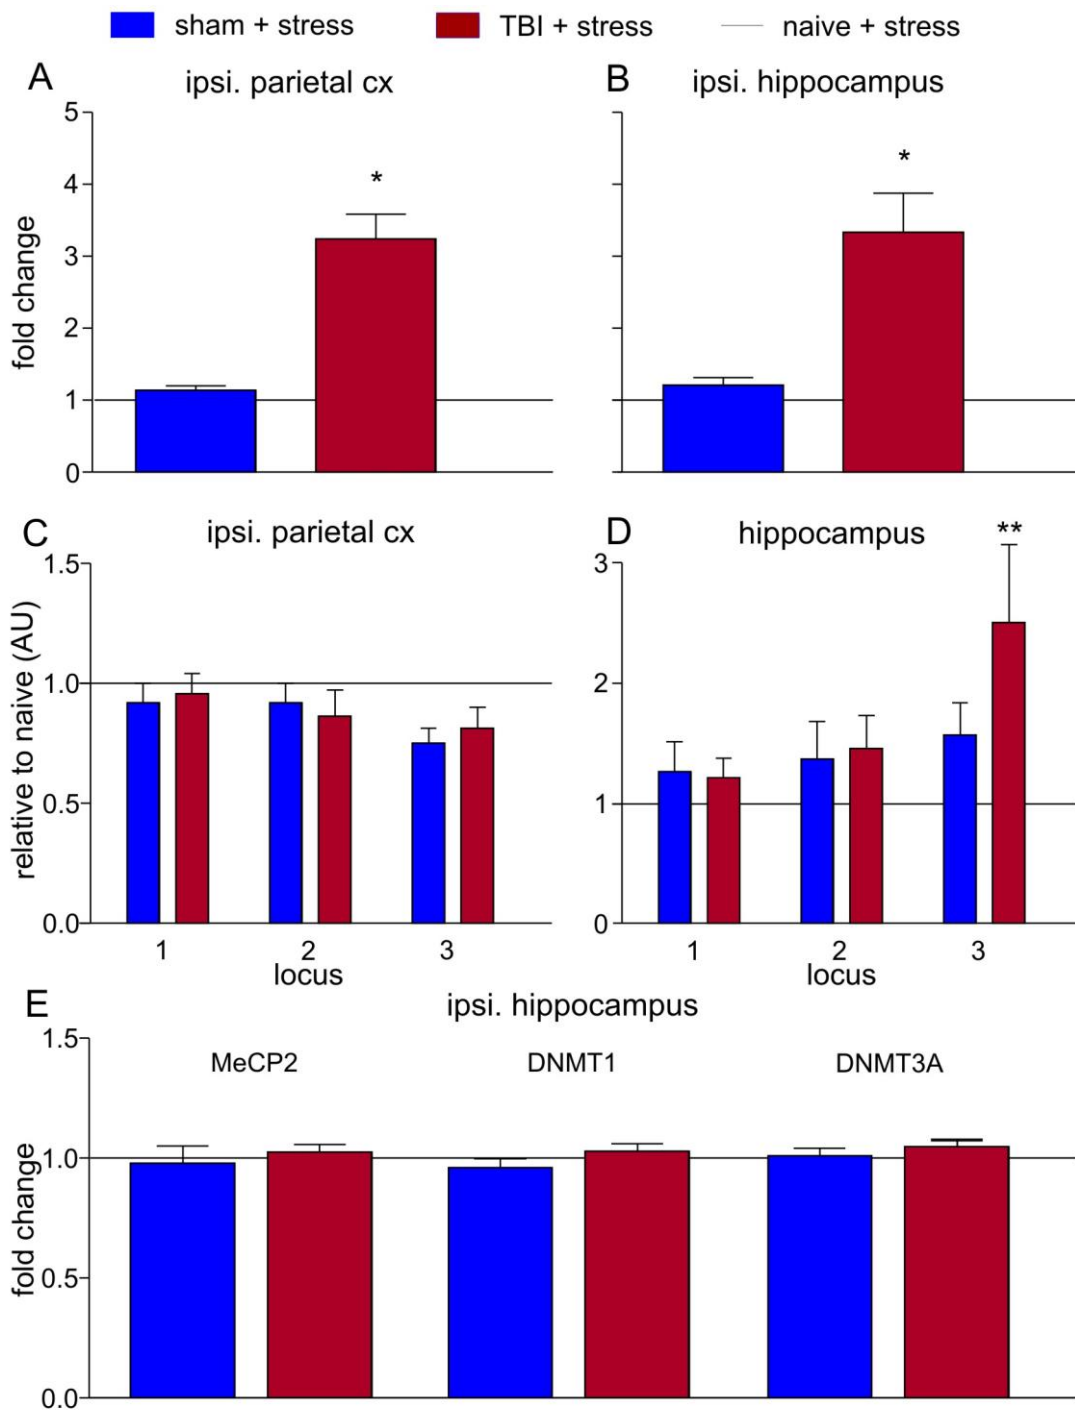 sham + stress TBI + stress naive + stress
A ipsi. parietal cx
B ipsi. hippocampus
fold change
5
4
3
2
1
0
*
*
C ipsi. parietal cx
D hippocampus
relative to naive (AU)
1.5
1.0
0.5
0.0
1 2 3
locus
**
3
2
1
0
1 2 3
locus
E ipsi. hippocampus
fold change
1.5
1.0
0.5
0.0
MeCP2 DNMT1 DNMT3A